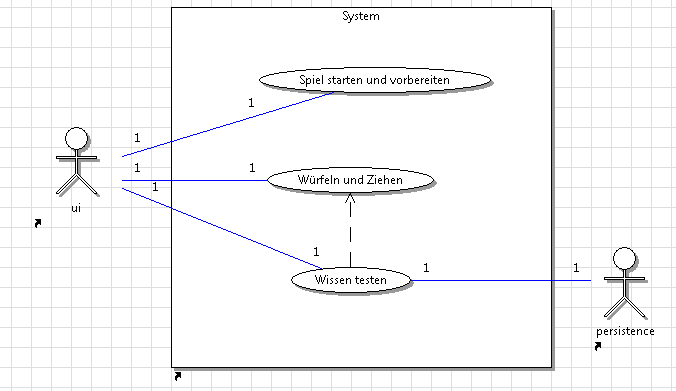 System
Spiel starten und vorbereiten
1
1
1
1
Würfeln und Ziehen
1
ui
1
Wissen testen
1
1
persistence